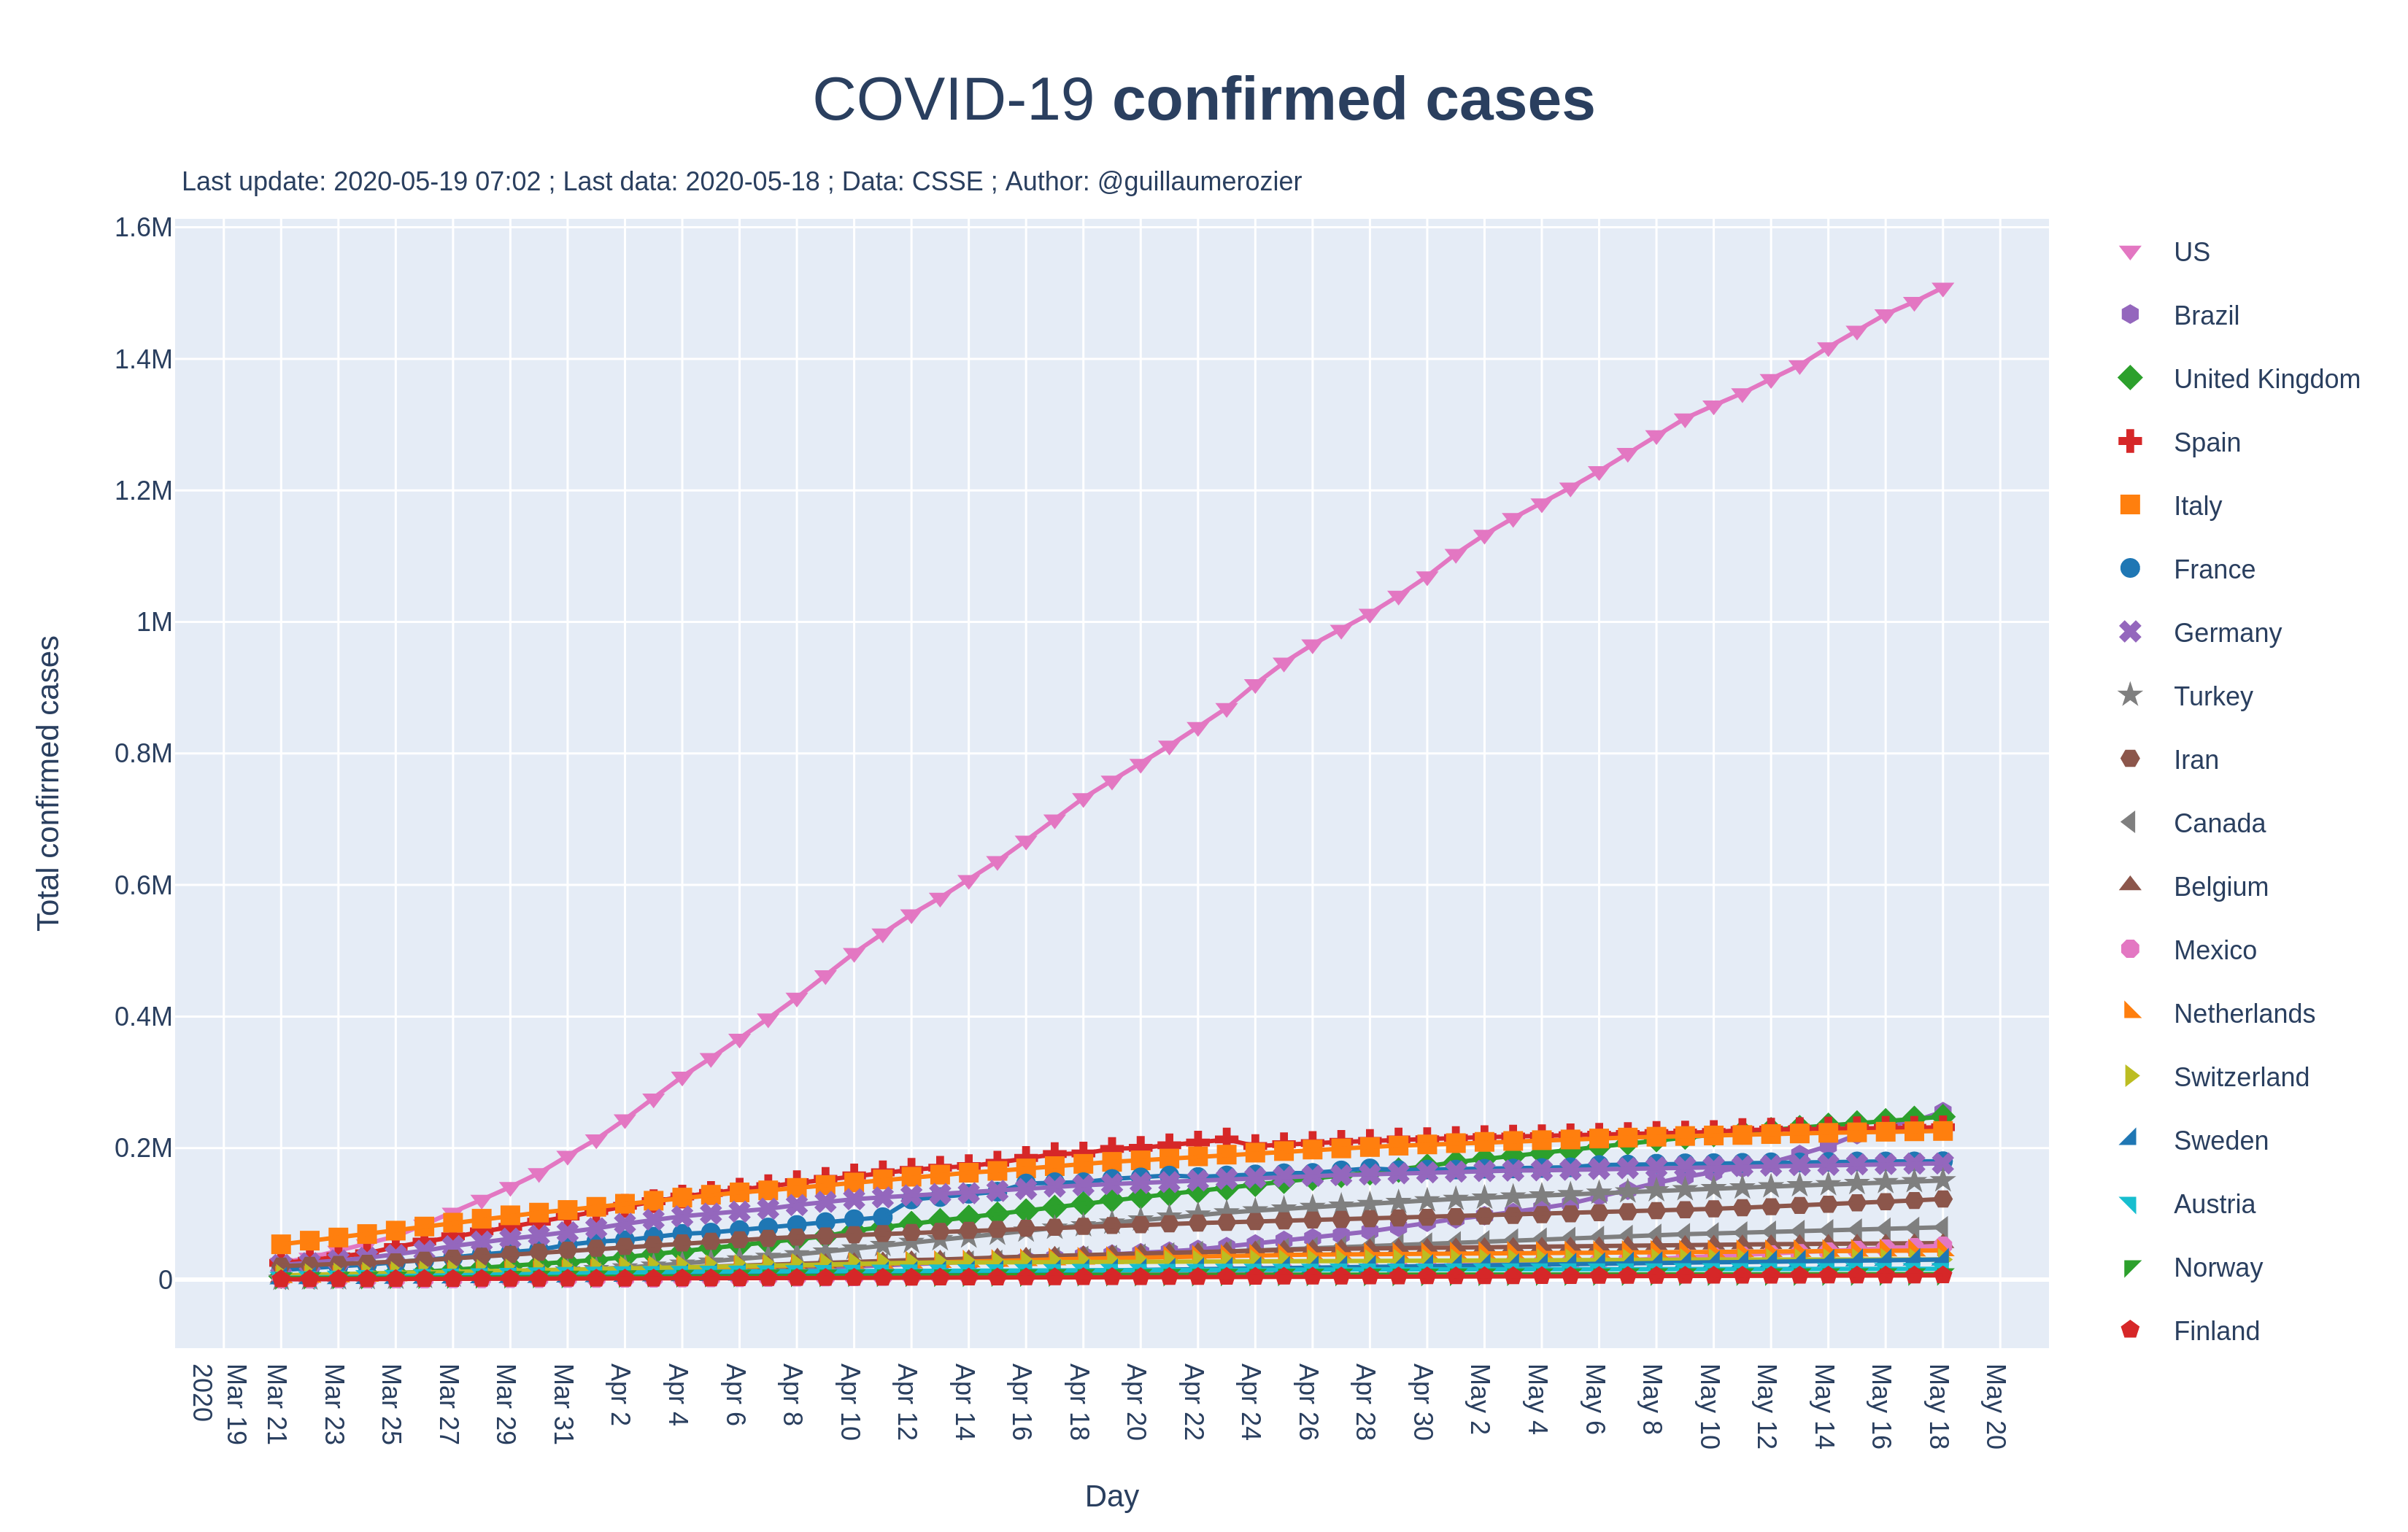 COVID-19 confirmed cases
Last update: 2020-05-19 07:02 ; Last data: 2020-05-18 ; Data: CSSE ; Author: @guillaumerozier
1.6M
1.4M
1.2M
1M
0.8M
0.6M
0.4M
0.2M
0
Total confirmed cases
US
Brazil
United Kingdom
Spain
Italy
France
Germany
Turkey
Iran
Canada
Belgium
Mexico
Netherlands
Switzerland
Sweden
Austria
Norway
Finland
Mar 19
2020
Mar 21
Mar 23
Mar 25
Mar 27
Mar 29
Mar 31
Apr 2
Apr 4
Apr 6
Apr 8
Apr 10
Apr 12
Apr 14
Apr 16
Apr 18
Apr 20
Apr 22
Apr 24
Apr 26
Apr 28
Apr 30
May 2
May 4
May 6
May 8
May 10
May 12
May 14
May 16
May 18
May 20
Day